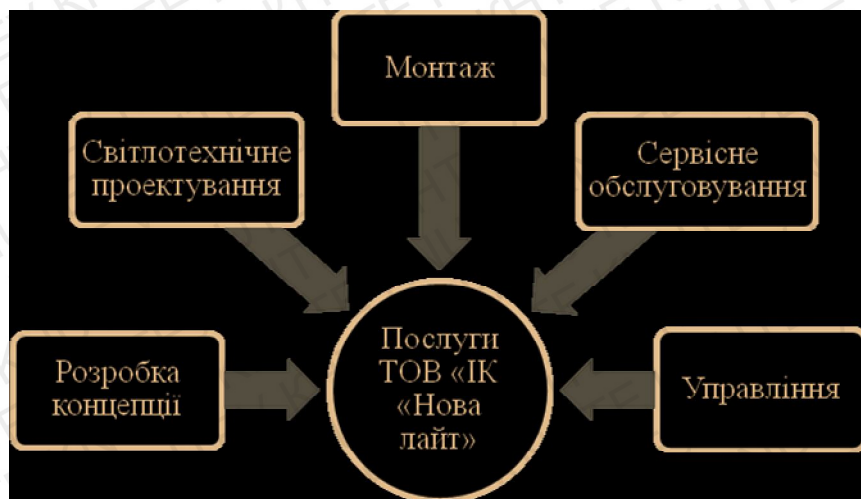 Монтаж
Світлотехнічне
проектування
Сервісне
обслуговування
Розробка
концепції
Послуги
ТОВ «ІК
«Нова
лайт»
Управління